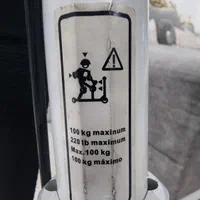 100 kg maximum
220 lb maximum
Max. 100 kg
100 kg máximo